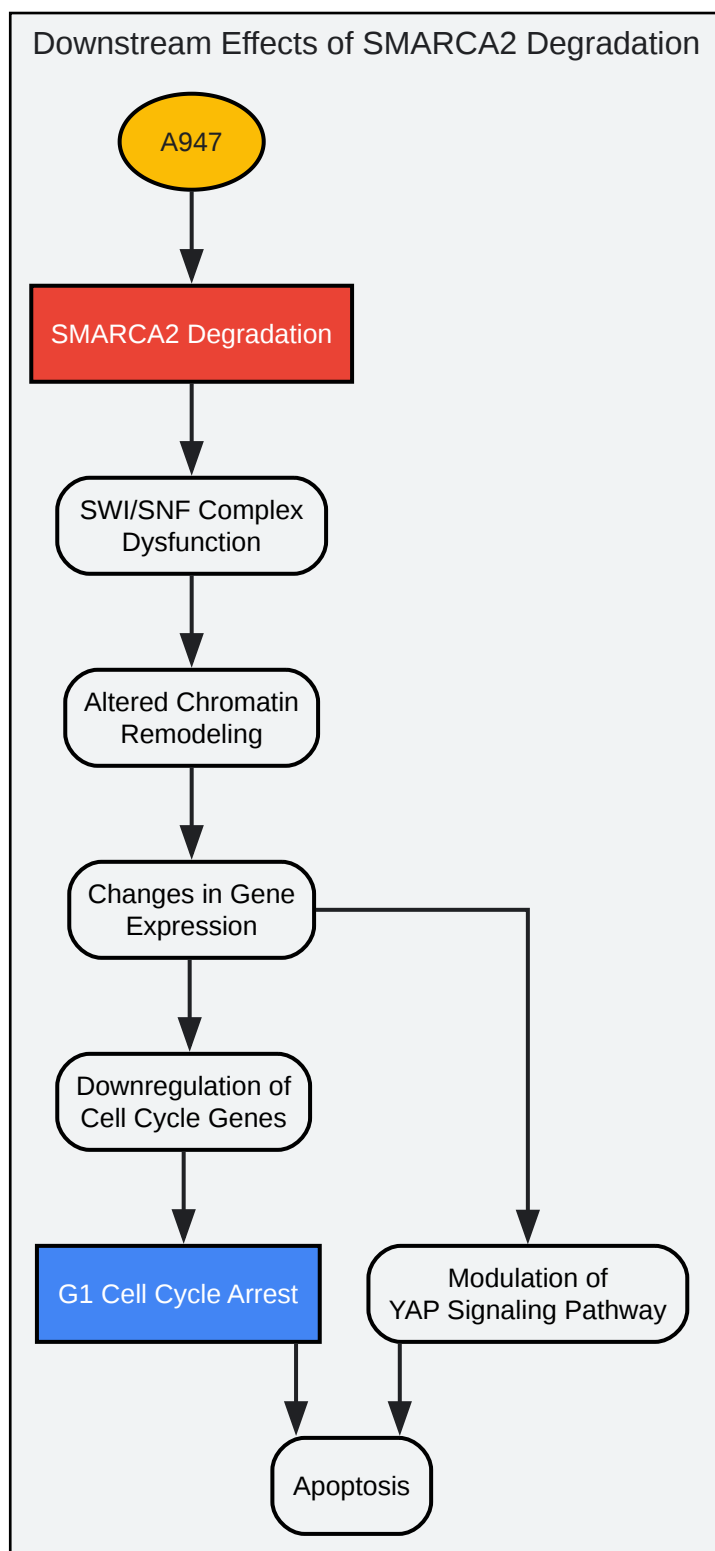 Downstream Effects of SMARCA2 Degradation
A947
SMARCA2 Degradation
SWI/SNF Complex
Dysfunction
Altered Chromatin
Remodeling
Changes in Gene
Expression
Downregulation of
Cell Cycle Genes
G1 Cell Cycle Arrest
Modulation of
YAP Signaling Pathway
Apoptosis